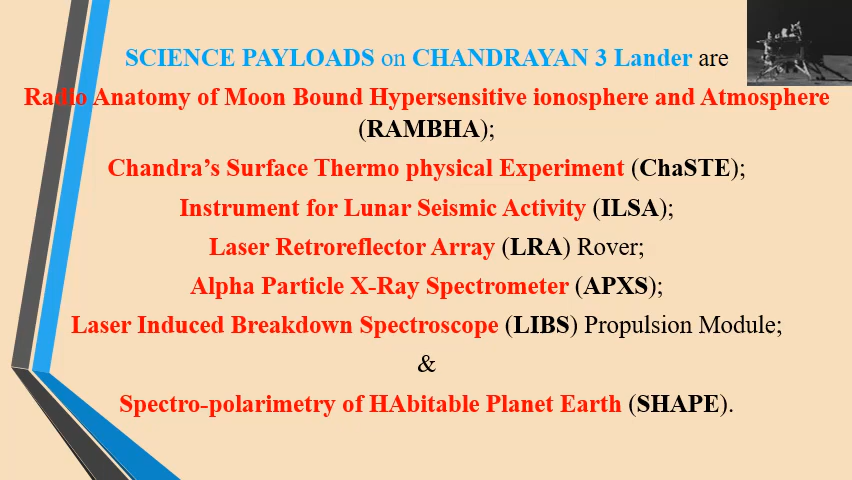 SCIENCE PAYLOADS on CHANDRAYAN 3 Lander are
Radio Anatomy of Moon Bound Hypersensitive ionosphere and Atmosphere
(RAMBHA);
Chandra’s Surface Thermo physical Experiment (ChaSTE);
Instrument for Lunar Seismic Activity (ILSA);
Laser Retroreflector Array (LRA) Rover;
Alpha Particle X-Ray Spectrometer (APXS);
Laser Induced Breakdown Spectroscope (LIBS) Propulsion Module;
&
Spectro-polarimetry of HAbitable Planet Earth (SHAPE).